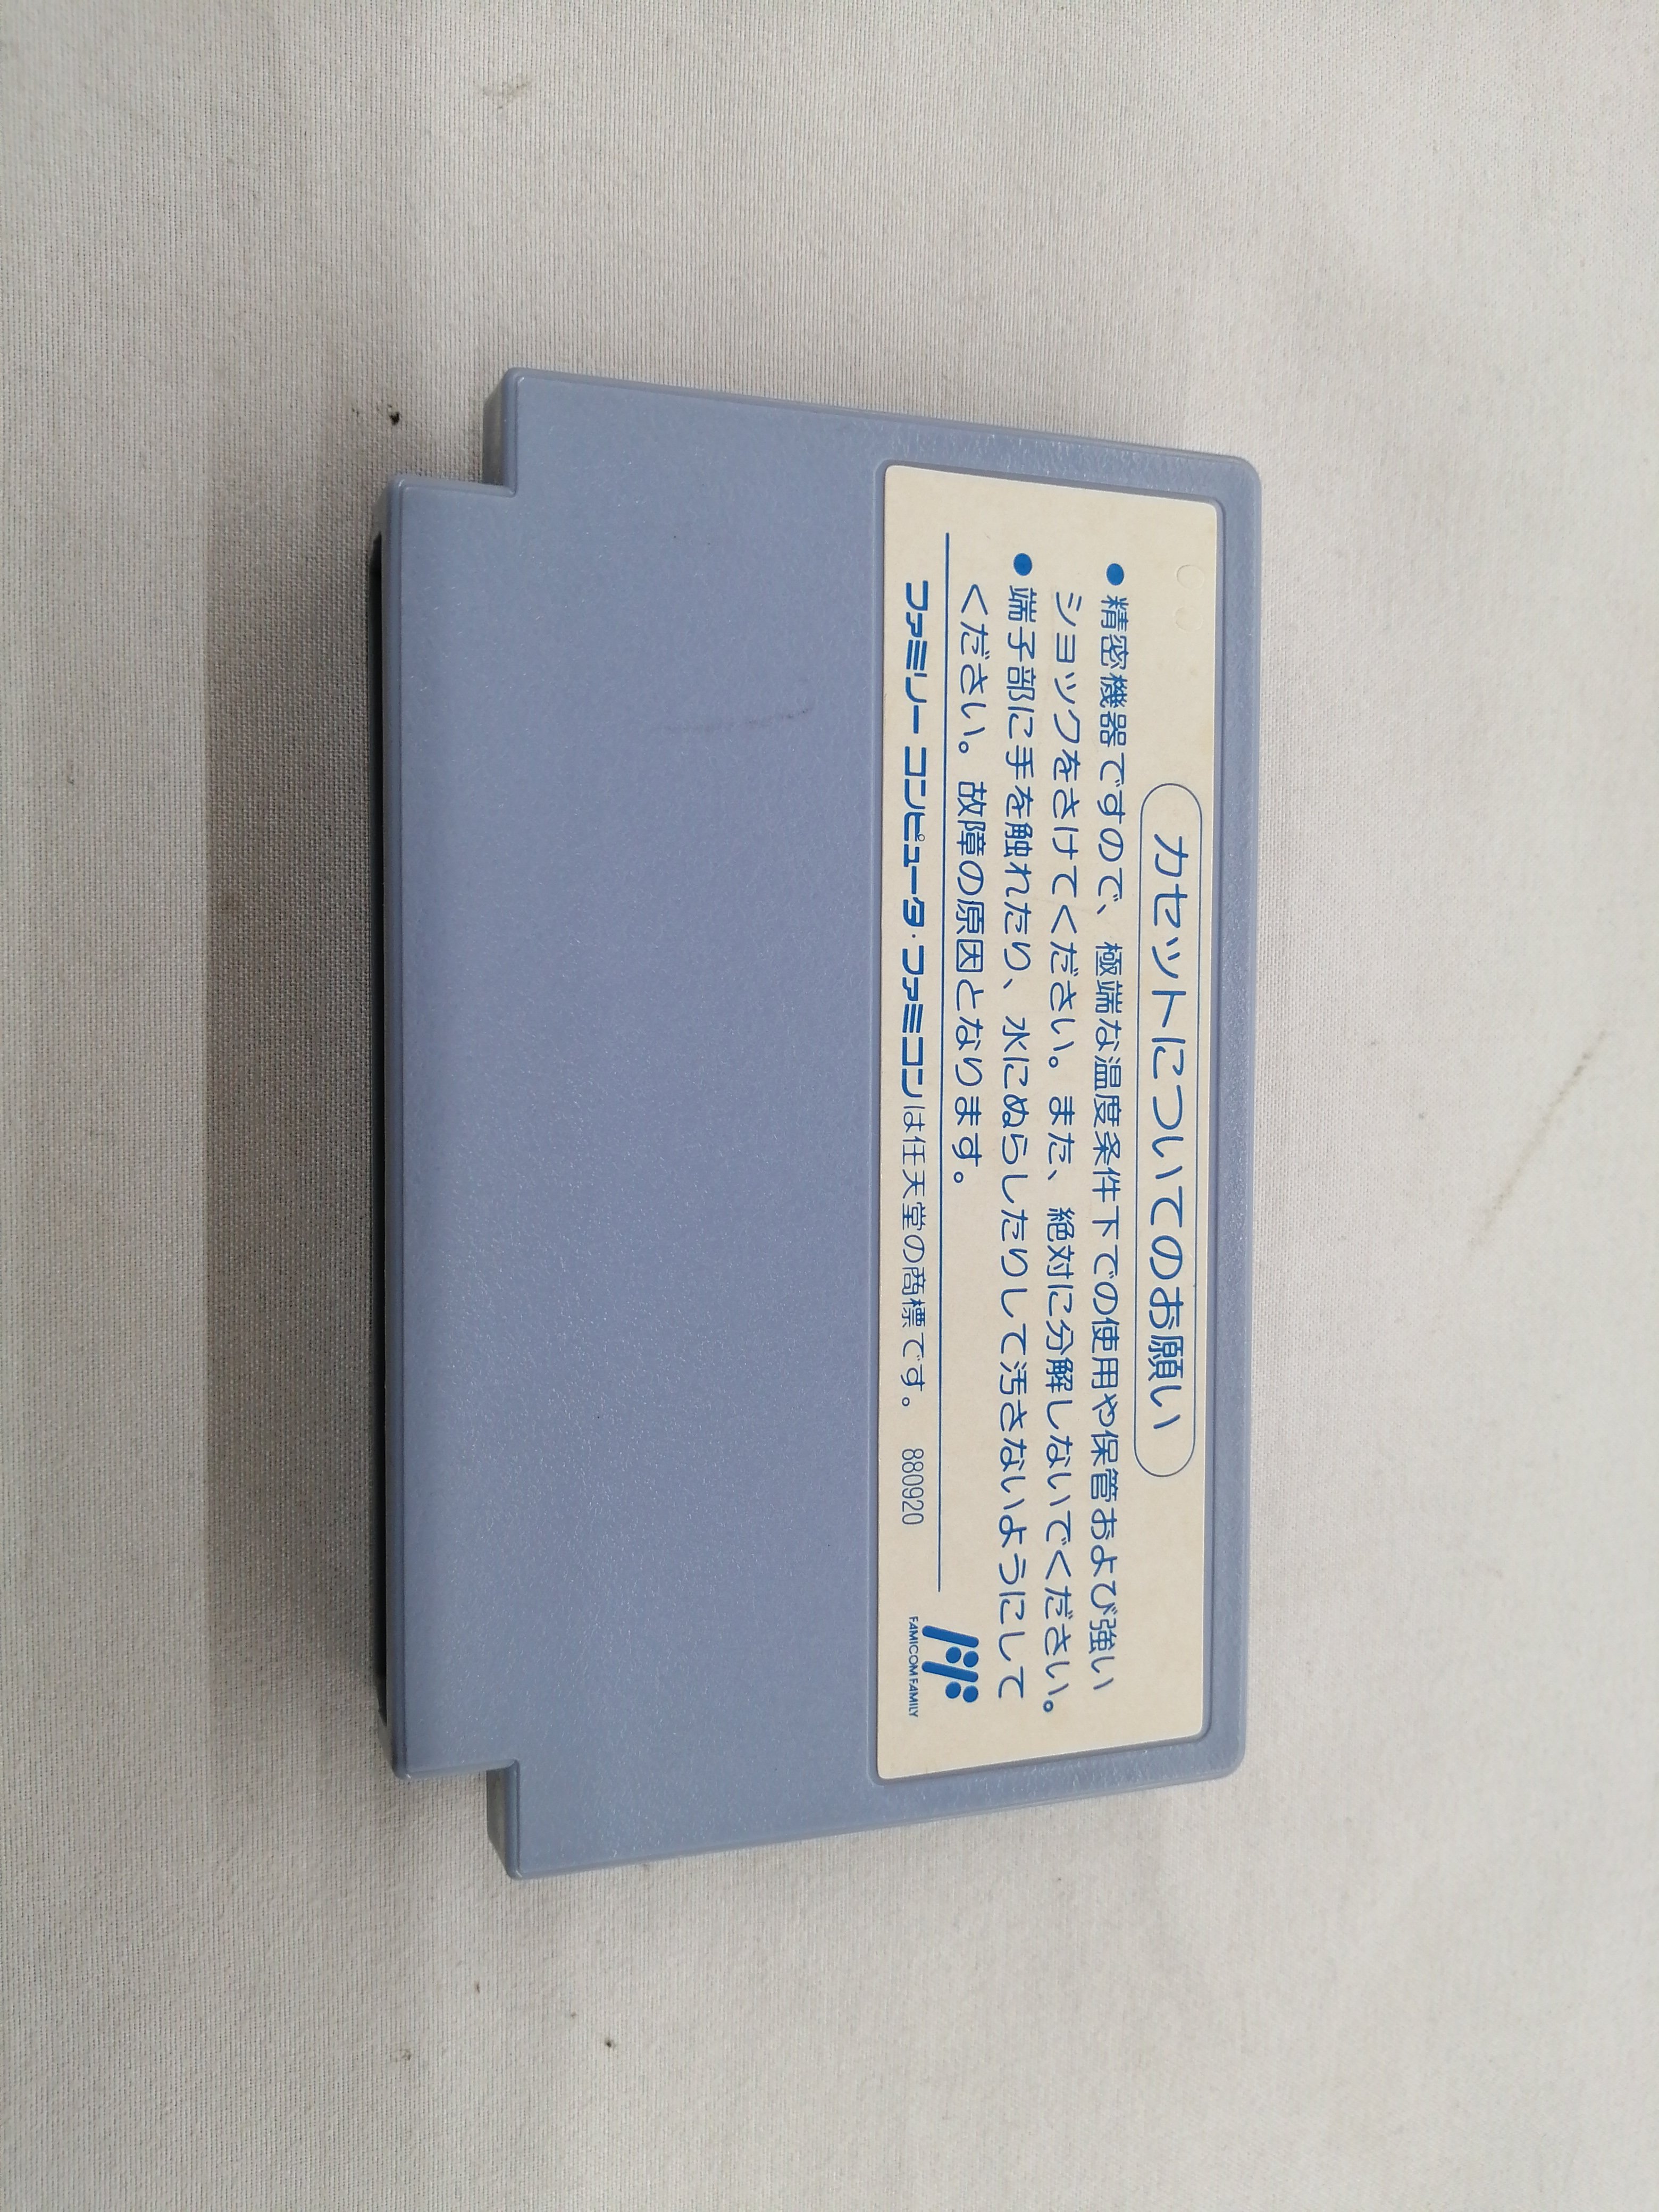 カセットについてのお願い
●精密機器ですので、極端な温度条件下での使用や保管および強い
ショックをさけてください。また、絶対に分解しないでください。
●端子部に手を触れたり、水にぬらしたりして汚さないようにして
ください。故障の原因となります。
ファミリーコンピュータ・ファミコンは任天堂の商標です。 880920
FAMICOM FAMILY